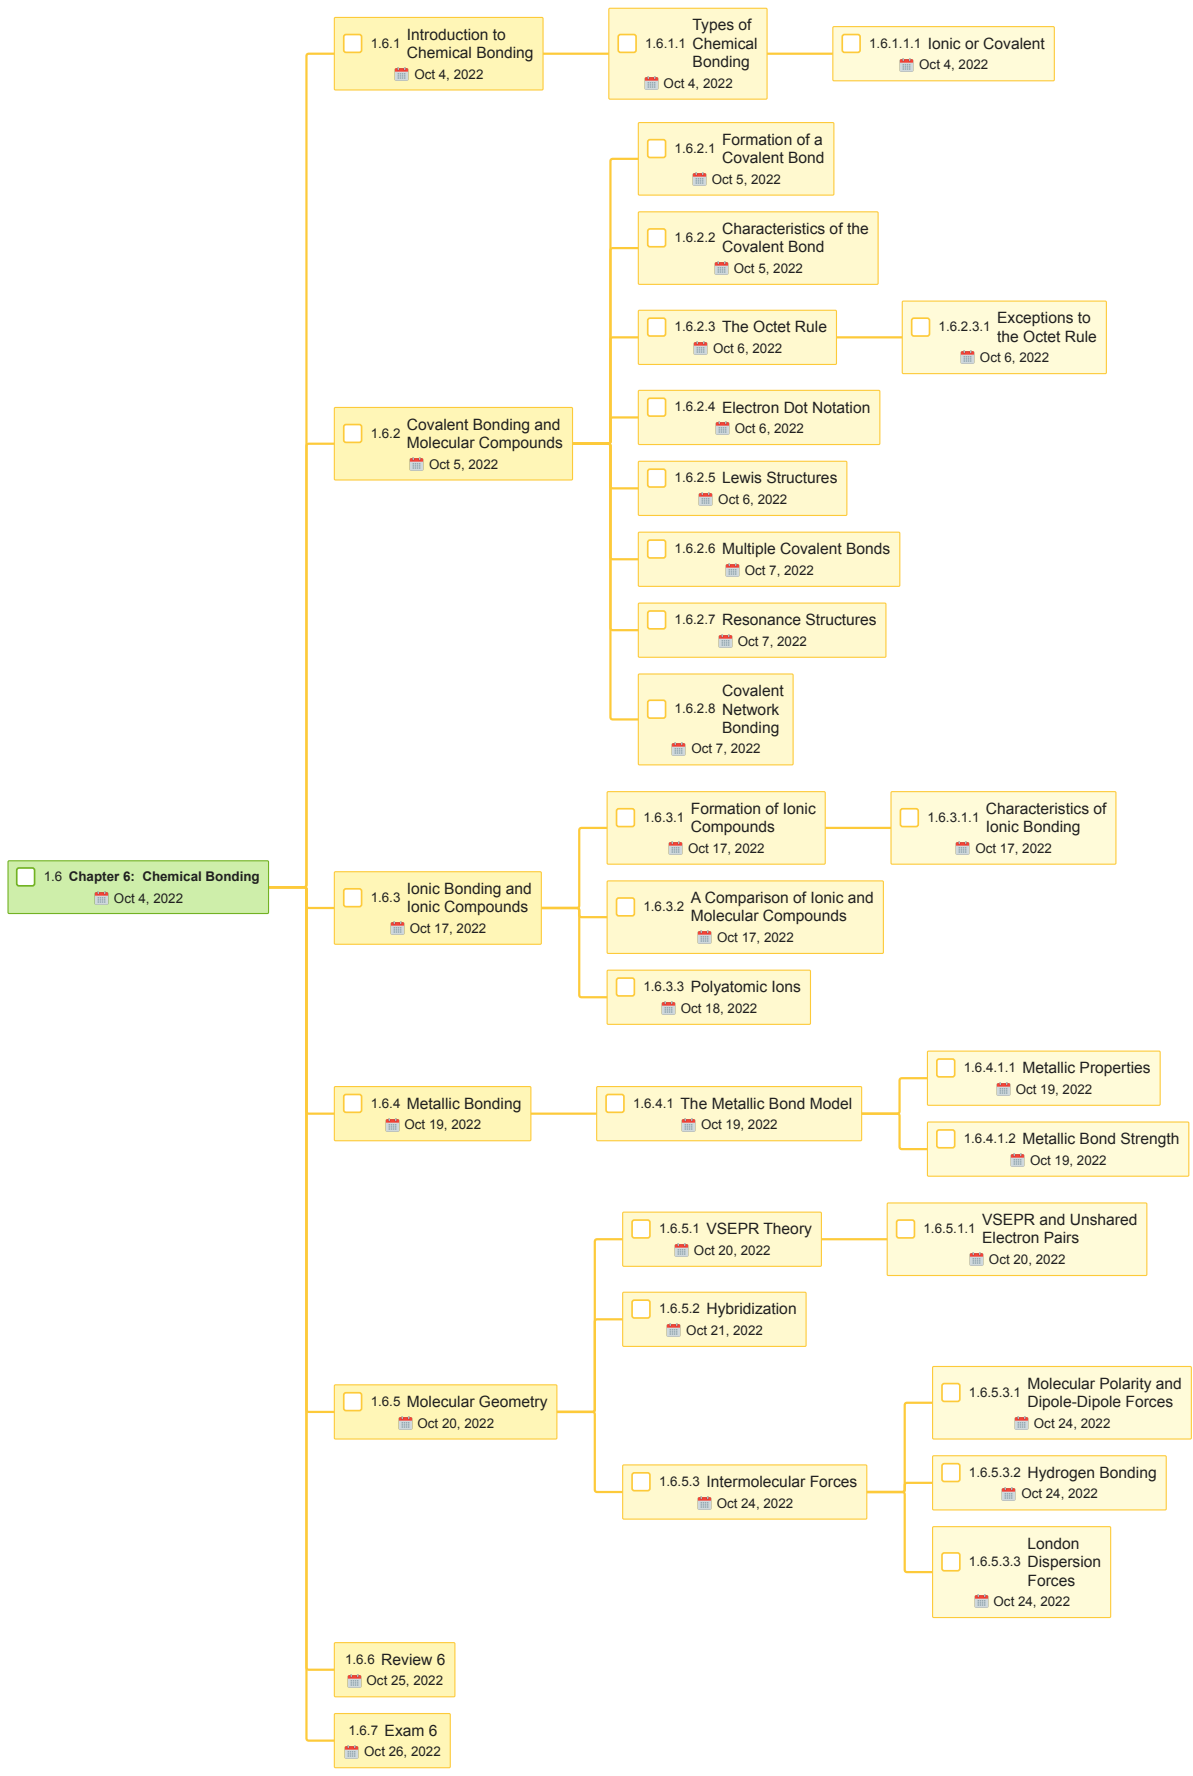 1.6 Chapter 6: Chemical Bonding
Oct 4, 2022
1.6.1 Introduction to
Chemical Bonding
Oct 4, 2022
1.6.1.1 Types of
Chemical
Bonding
Oct 4, 2022
1.6.1.1.1 Ionic or Covalent
Oct 4, 2022
1.6.2 Covalent Bonding and
Molecular Compounds
Oct 5, 2022
1.6.2.1 Formation of a
Covalent Bond
Oct 5, 2022
1.6.2.2 Characteristics of the
Covalent Bond
Oct 5, 2022
1.6.2.3 The Octet Rule
Oct 6, 2022
1.6.2.3.1 Exceptions to
the Octet Rule
Oct 6, 2022
1.6.2.4 Electron Dot Notation
Oct 6, 2022
1.6.2.5 Lewis Structures
Oct 6, 2022
1.6.2.6 Multiple Covalent Bonds
Oct 7, 2022
1.6.2.7 Resonance Structures
Oct 7, 2022
1.6.2.8 Covalent
Network
Bonding
Oct 7, 2022
1.6.3 Ionic Bonding and
Ionic Compounds
Oct 17, 2022
1.6.3.1 Formation of Ionic
Compounds
Oct 17, 2022
1.6.3.1.1 Characteristics of
Ionic Bonding
Oct 17, 2022
1.6.3.2 A Comparison of Ionic and
Molecular Compounds
Oct 17, 2022
1.6.3.3 Polyatomic Ions
Oct 18, 2022
1.6.4 Metallic Bonding
Oct 19, 2022
1.6.4.1 The Metallic Bond Model
Oct 19, 2022
1.6.4.1.1 Metallic Properties
Oct 19, 2022
1.6.4.1.2 Metallic Bond Strength
Oct 19, 2022
1.6.5 Molecular Geometry
Oct 20, 2022
1.6.5.1 VSEPR Theory
Oct 20, 2022
1.6.5.1.1 VSEPR and Unshared
Electron Pairs
Oct 20, 2022
1.6.5.2 Hybridization
Oct 21, 2022
1.6.5.3 Intermolecular Forces
Oct 24, 2022
1.6.5.3.1 Molecular Polarity and
Dipole-Dipole Forces
Oct 24, 2022
1.6.5.3.2 Hydrogen Bonding
Oct 24, 2022
1.6.5.3.3 London
Dispersion
Forces
Oct 24, 2022
1.6.6 Review 6
Oct 25, 2022
1.6.7 Exam 6
Oct 26, 2022